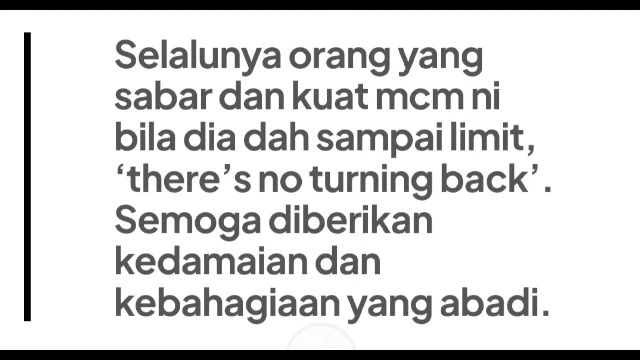 Selalunya orang yang
sabar dan kuat mcm ni
bila dia dah sampai limit,
‘there’s no turning back’.
Semoga diberikan
kedamaian dan
kebahagiaan yang abadi.